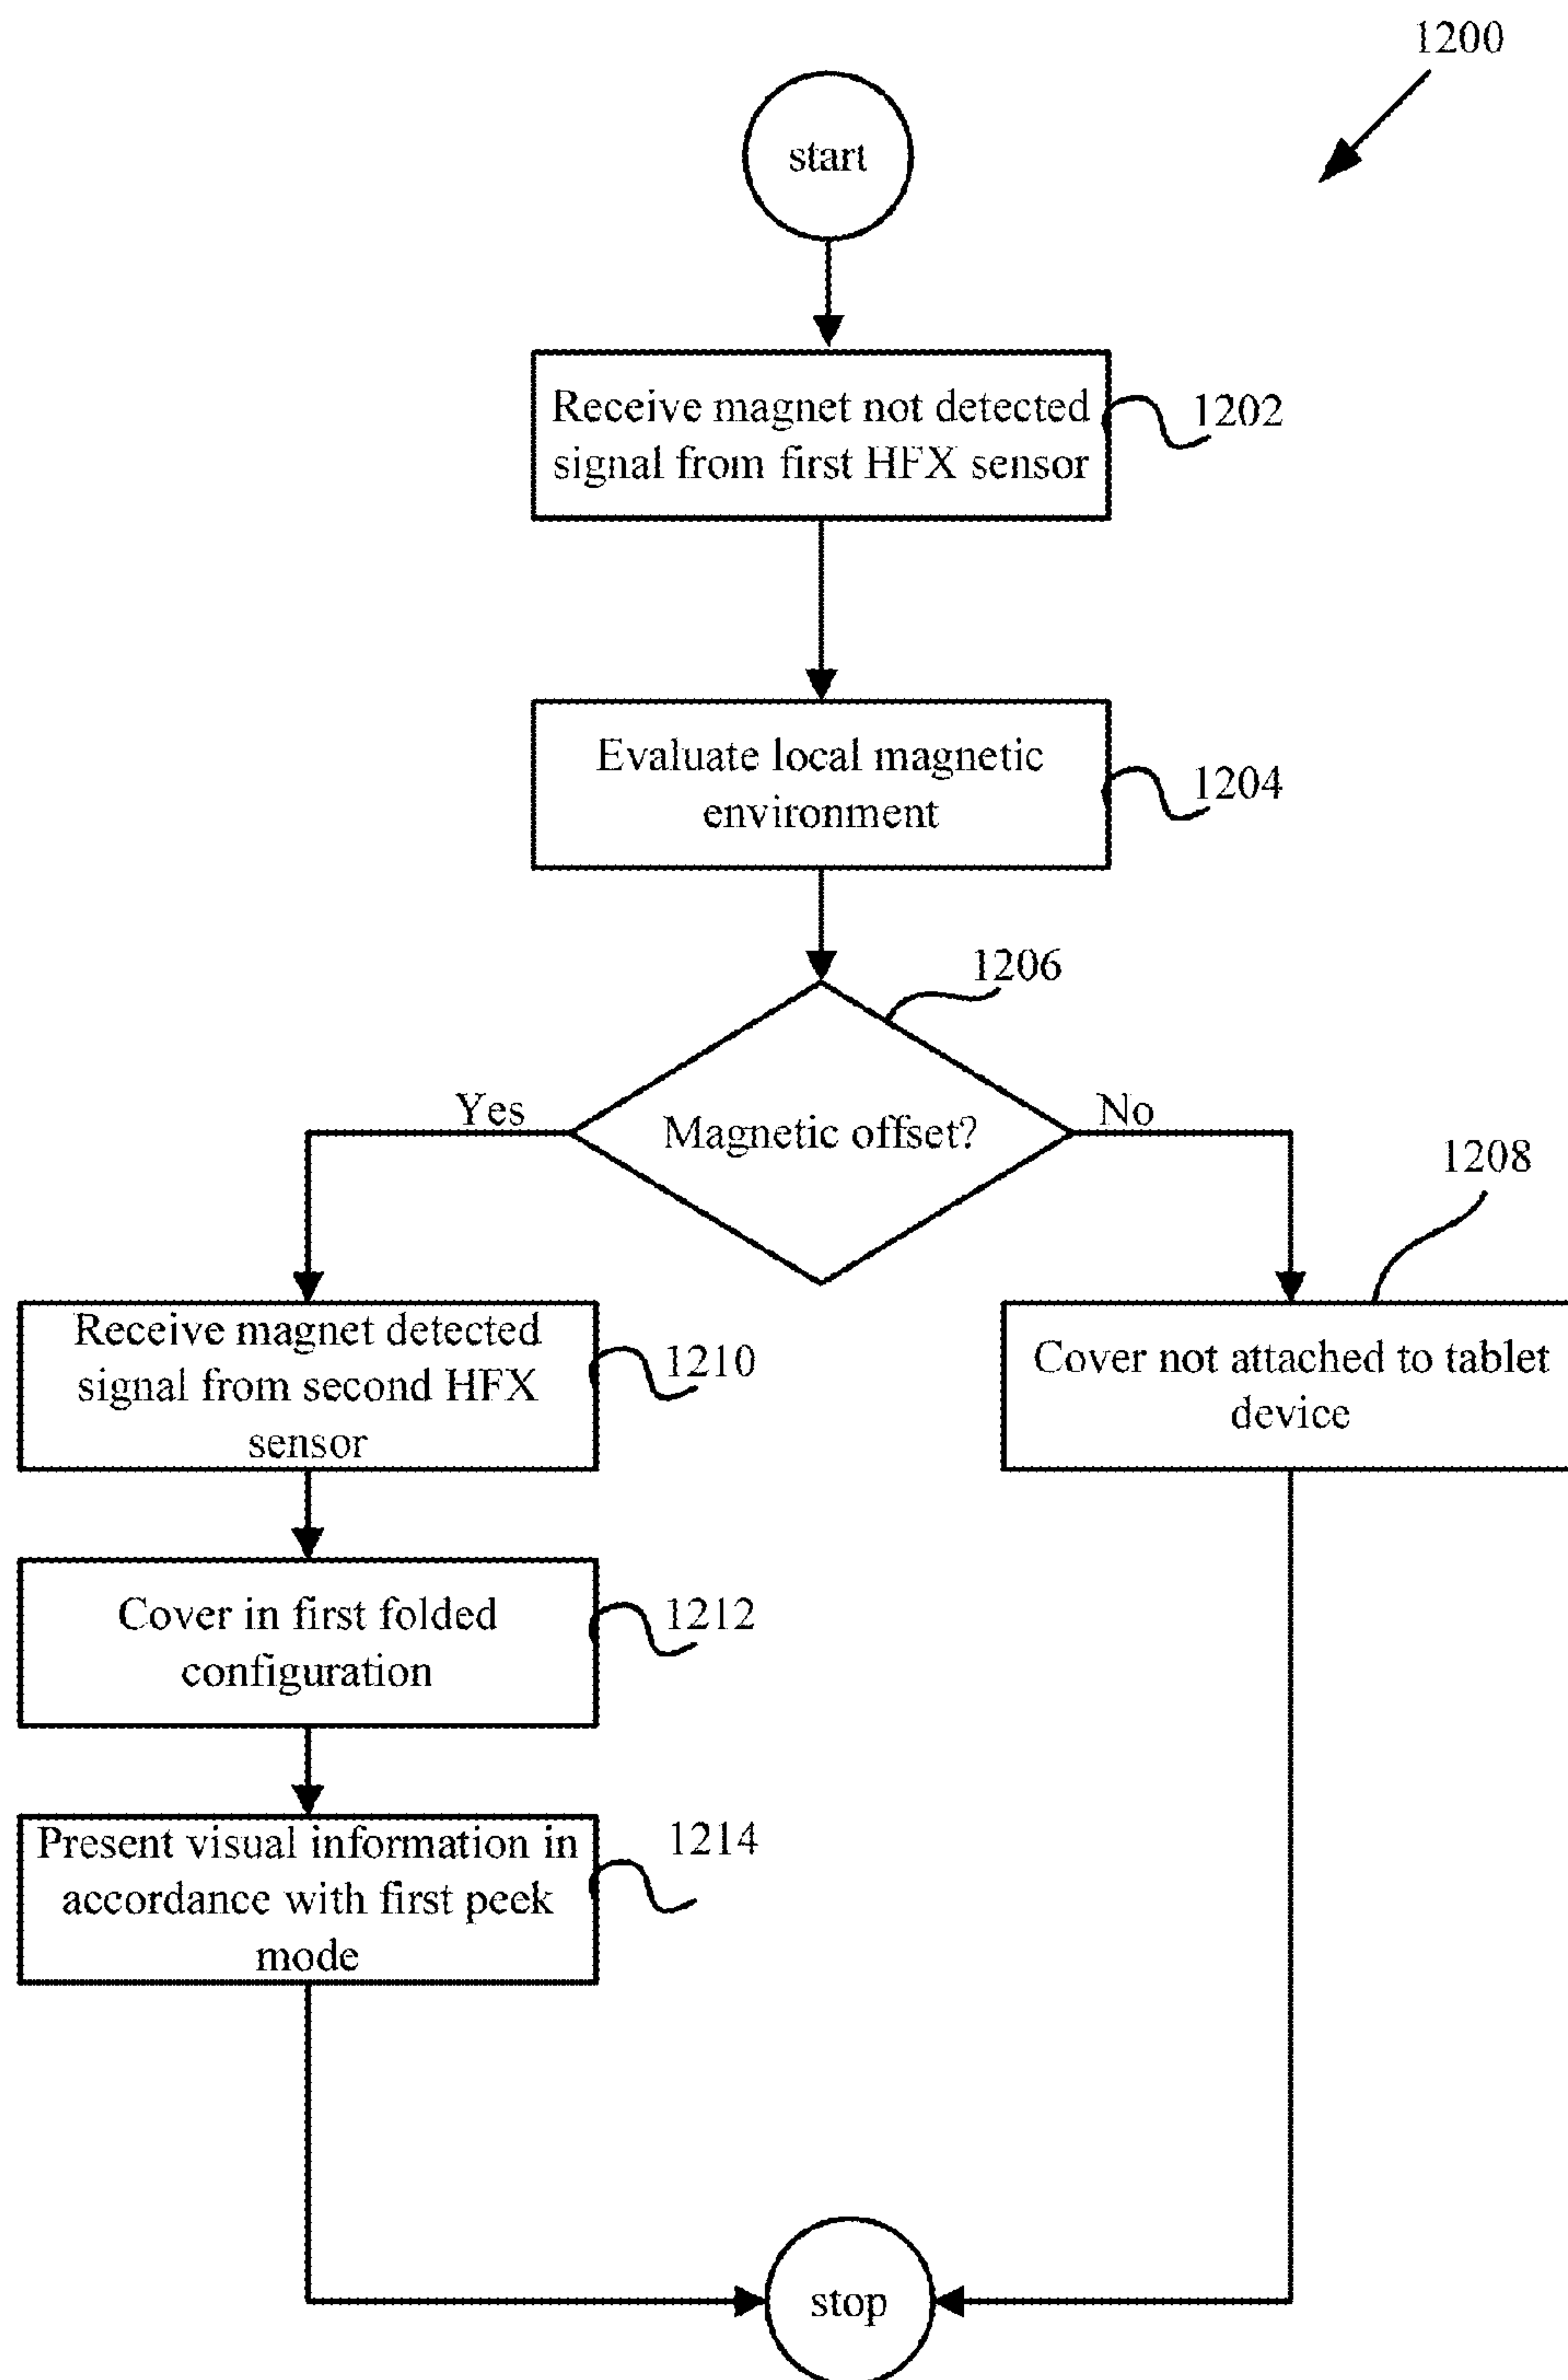 1200
start
Receive magnet not detected
signal from first HFX sensor
1202
Evaluate local magnetic
environment
1204
1206
Magnetic offset?
Yes
No
1208
Receive magnet detected
signal from second HFX
sensor
1210
Cover not attached to tablet
device
Cover in first folded
configuration
1212
Present visual information in
accordance with first peek
mode
1214
stop